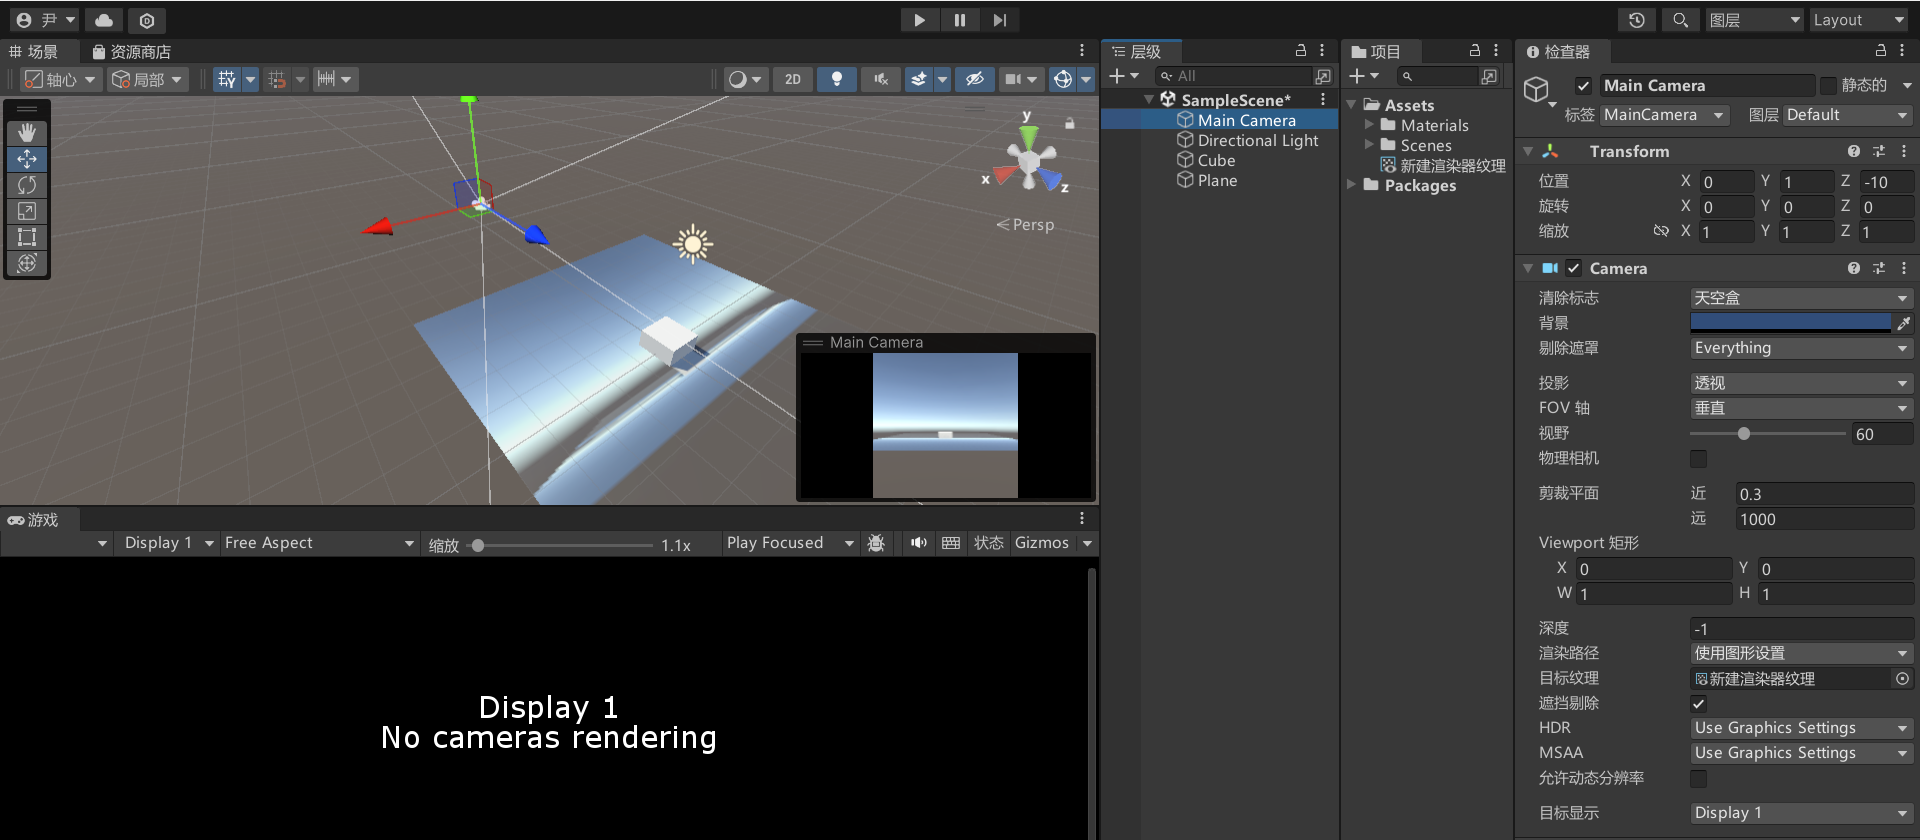 尹
图层
Layout
场景
资源商店
轴心
局部
2D
y
x
z
Persp
Main Camera
游戏
Display 1
Free Aspect
缩放
1.1x
Play Focused
状态
Gizmos
Display 1
No cameras rendering
层级
All
SampleScene*
Main Camera
Directional Light
Cube
Plane
项目
Assets
Materials
Scenes
新建渲染器纹理
Packages
检查器
Main Camera
静态的
标签 MainCamera 图层 Default
Transform
位置 X 0 Y 1 Z -10
旋转 X 0 Y 0 Z 0
缩放 X 1 Y 1 Z 1
Camera
清除标志 天空盒
背景
剔除遮罩 Everything
投影 透视
FOV 轴 垂直
视野 60
物理相机
剪裁平面 近 0.3
远 1000
Viewport 矩形
X 0 Y 0
W 1 H 1
深度 -1
渲染路径 使用图形设置
目标纹理 新建渲染器纹理
遮挡剔除
HDR Use Graphics Settings
MSAA Use Graphics Settings
允许动态分辨率
目标显示 Display 1